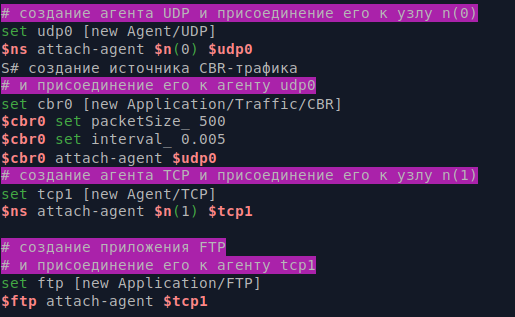 # создание агента UDP и присоединение его к узлу n(0)
set udp0 [new Agent/UDP]
$ns attach-agent $n(0) $udp0
S# создание источника CBR-трафика
# и присоединение его к агенту udp0
set cbr0 [new Application/Traffic/CBR]
$cbr0 set packetSize_ 500
$cbr0 set interval_ 0.005
$cbr0 attach-agent $udp0
# создание агента TCP и присоединение его к узлу n(1)
set tcp1 [new Agent/TCP]
$ns attach-agent $n(1) $tcp1
# создание приложения FTP
# и присоединение его к агенту tcp1
set ftp [new Application/FTP]
$ftp attach-agent $tcp1